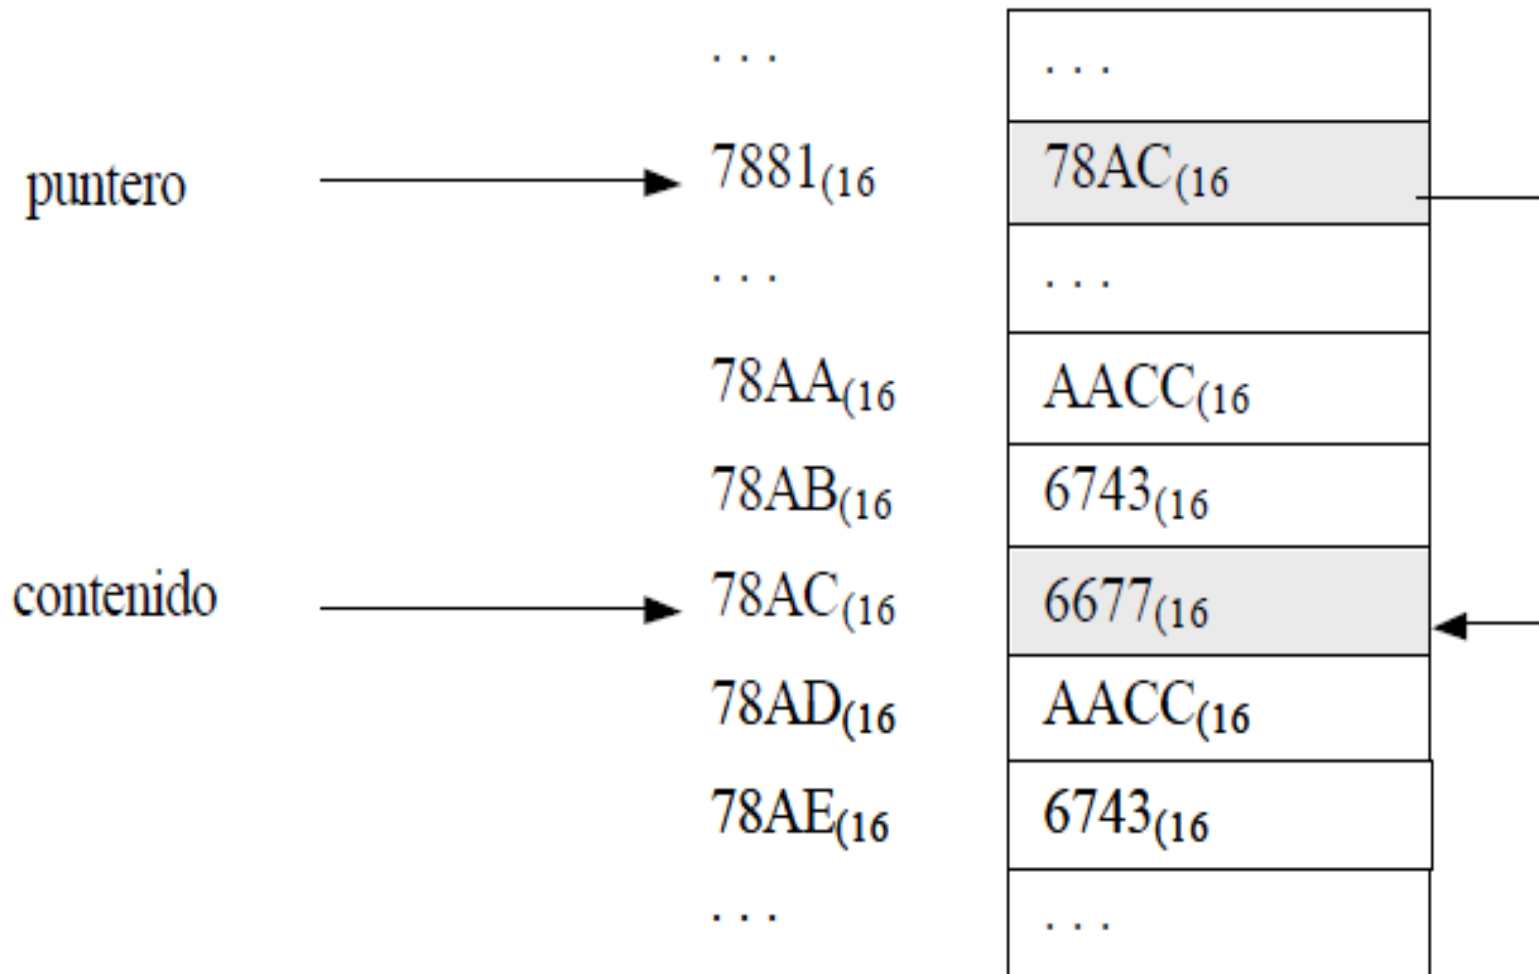 . . . . . .
puntero 7881(16 78AC(16
. . . . . .
78AA(16 AACC(16
78AB(16 6743(16
contenido 78AC(16 6677(16
78AD(16 AACC(16
78AE(16 6743(16
. . . . . .